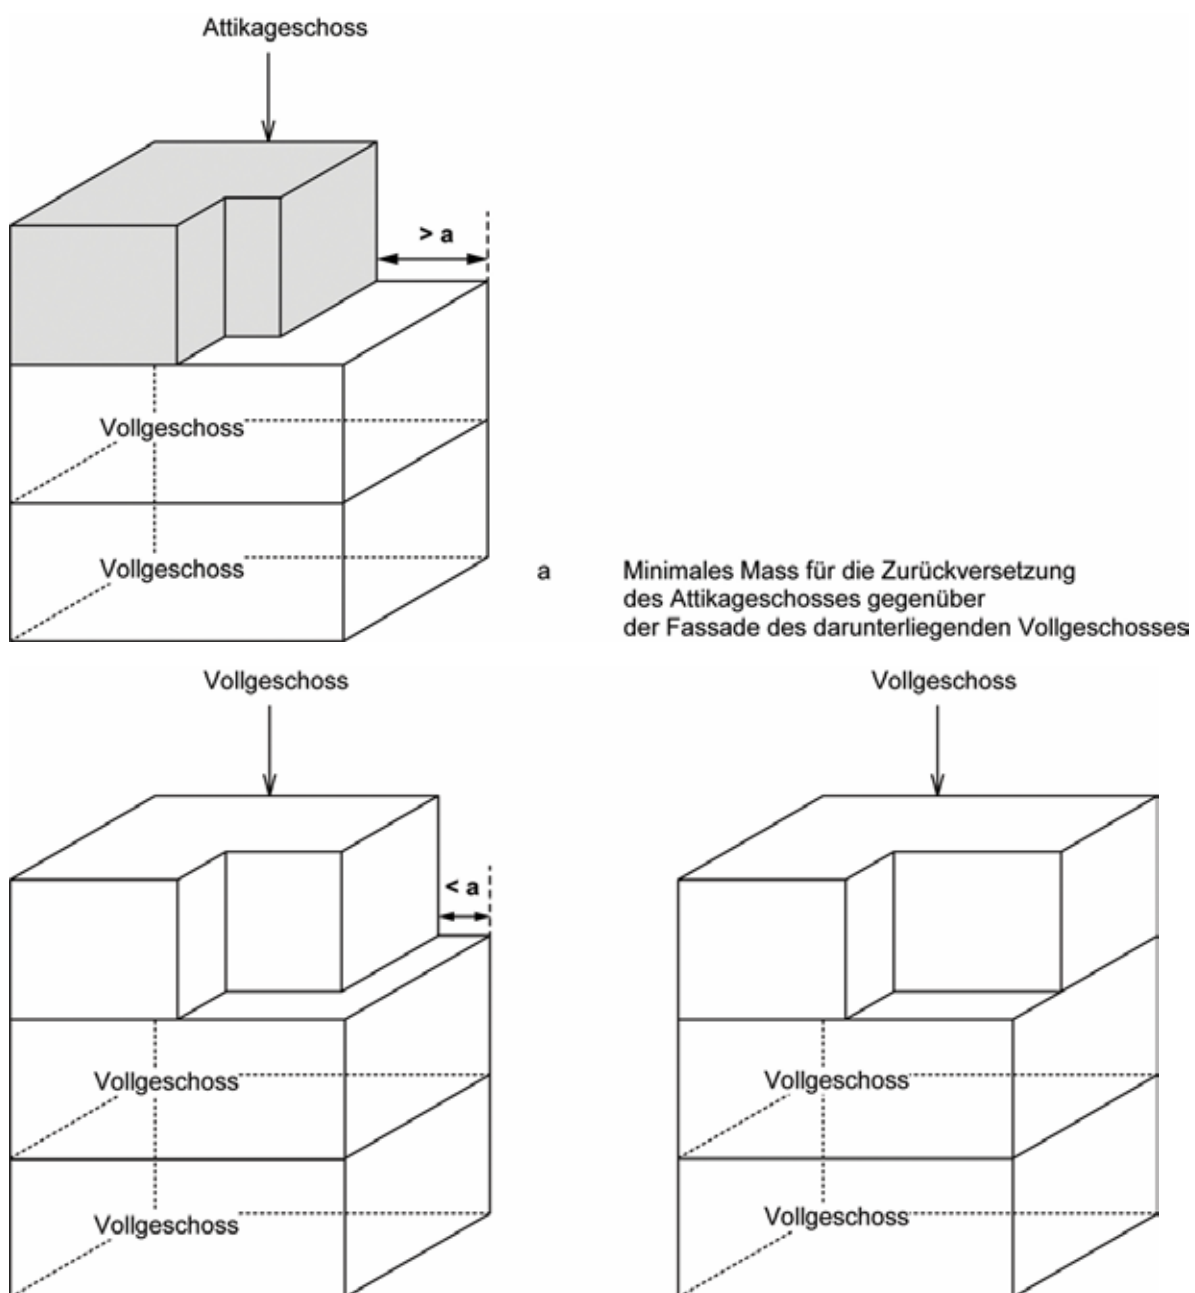 Attikageschoss
> a
Vollgeschoss
Vollgeschoss
a Minimales Mass für die Zurückversetzung
des Attikageschosses gegenüber
der Fassade des darunterliegenden Vollgeschosses
Vollgeschoss
< a
Vollgeschoss
Vollgeschoss
Vollgeschoss
Vollgeschoss
Vollgeschoss